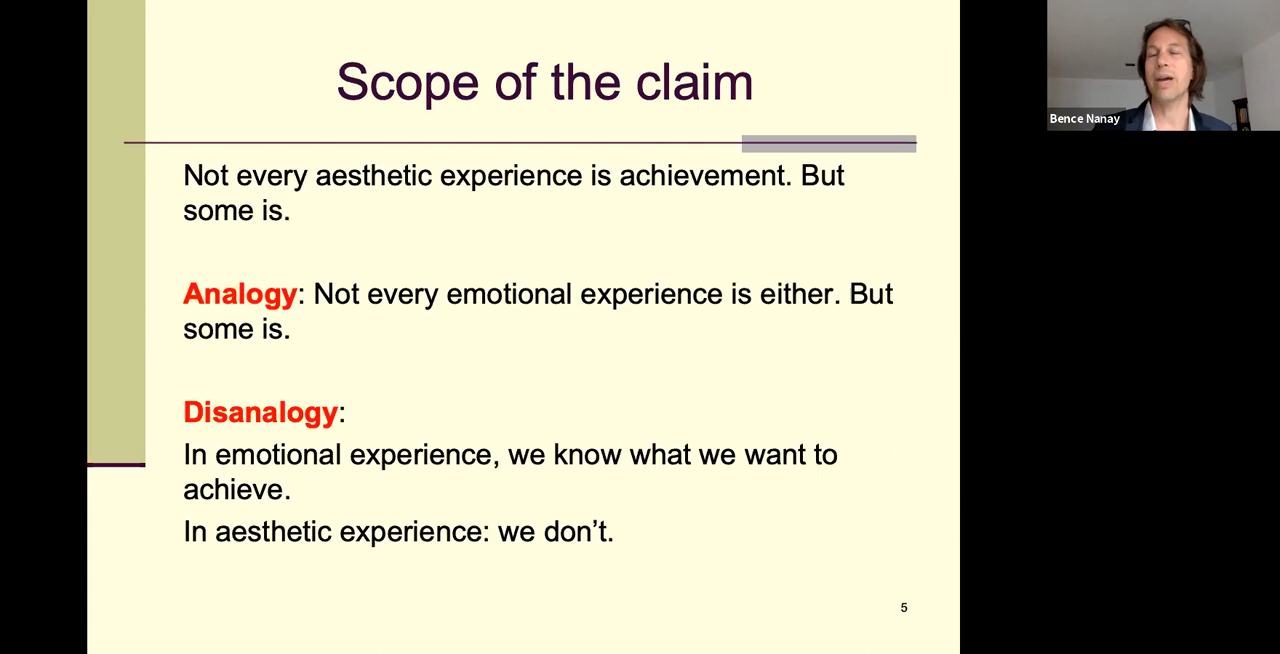 Scope of the claim
Not every aesthetic experience is achievement. But
some is.
Analogy: Not every emotional experience is either. But
some is.
Disanalogy:
In emotional experience, we know what we want to
achieve.
In aesthetic experience: we don’t.
5
Bence Nanay